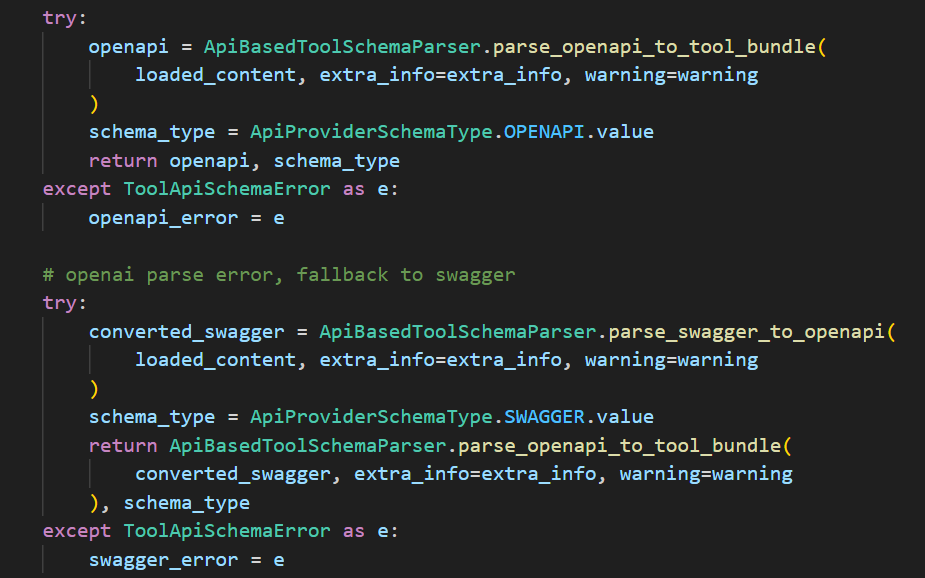 try:
    openapi = ApiBasedToolSchemaParser.parse_openapi_to_tool_bundle(
        loaded_content, extra_info=extra_info, warning=warning
    )
    schema_type = ApiProviderSchemaType.OPENAPI.value
    return openapi, schema_type
except ToolApiSchemaError as e:
    openapi_error = e

# openai parse error, fallback to swagger
try:
    converted_swagger = ApiBasedToolSchemaParser.parse_swagger_to_openapi(
        loaded_content, extra_info=extra_info, warning=warning
    )
    schema_type = ApiProviderSchemaType.SWAGGER.value
    return ApiBasedToolSchemaParser.parse_openapi_to_tool_bundle(
        converted_swagger, extra_info=extra_info, warning=warning
    ), schema_type
except ToolApiSchemaError as e:
    swagger_error = e